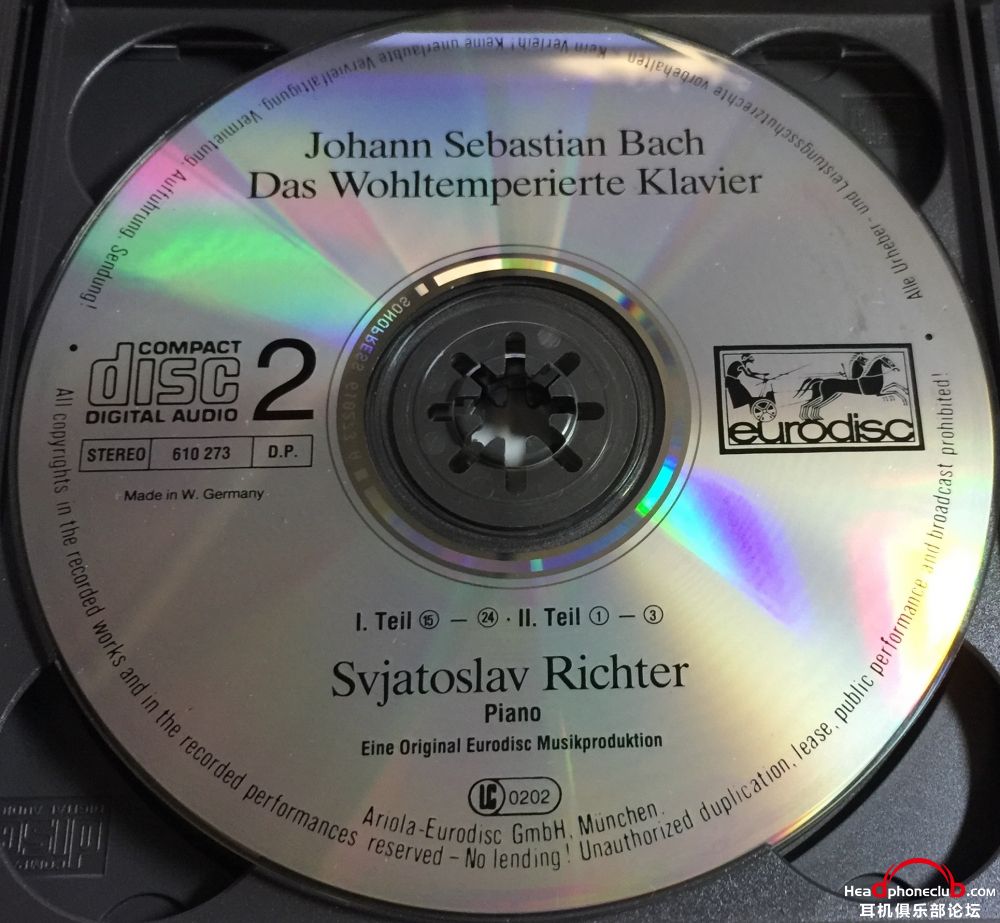 Alle Urheber- und Leistungsschutzrechte vorbehalten - Kein Verleih! Keine unerlaubte Vervielfältigung, Vermietung, Aufführung, Sendung!
Johann Sebastian Bach
Das Wohltemperierte Klavier
COMPACT
disc
DIGITAL AUDIO
2
STEREO 610 273 D.P.
Made in W. Germany
SONOPRESS 610273 A
eurodisc
I. Teil ⑮ – ㉔ · II. Teil ① – ③
Svjatoslav Richter
Piano
Eine Original Eurodisc Musikproduktion
LC 0202
Ariola-Eurodisc GmbH, München.
All copyrights in the recorded works and in the recorded performances reserved – No lending! Unauthorized duplication, lease, public performance and broadcast prohibited!
Headphoneclub.com
耳机俱乐部论坛